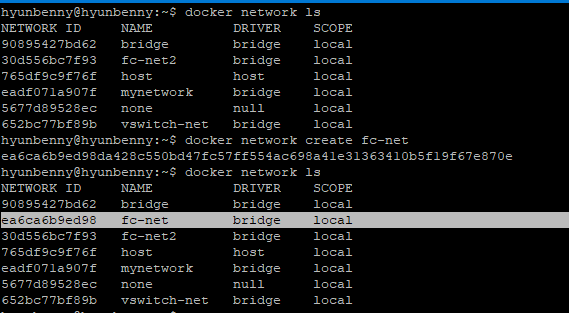 hyunbenny@hyunbenny:~$ docker network ls
NETWORK ID     NAME          DRIVER    SCOPE
90895427bd62   bridge        bridge    local
30d556bc7f93   fc-net2       bridge    local
765df9c9f76f   host          host      local
eadf071a907f   mynetwork     bridge    local
5677d89528ec   none          null      local
652bc77bf89b   vswitch-net   bridge    local
hyunbenny@hyunbenny:~$ docker network create fc-net
ea6ca6b9ed98da428c550bd47fc57ff554ac698a41e31363410b5f19f67e870e
hyunbenny@hyunbenny:~$ docker network ls
NETWORK ID     NAME          DRIVER    SCOPE
90895427bd62   bridge        bridge    local
ea6ca6b9ed98   fc-net        bridge    local
30d556bc7f93   fc-net2       bridge    local
765df9c9f76f   host          host      local
eadf071a907f   mynetwork     bridge    local
5677d89528ec   none          null      local
652bc77bf89b   vswitch-net   bridge    local